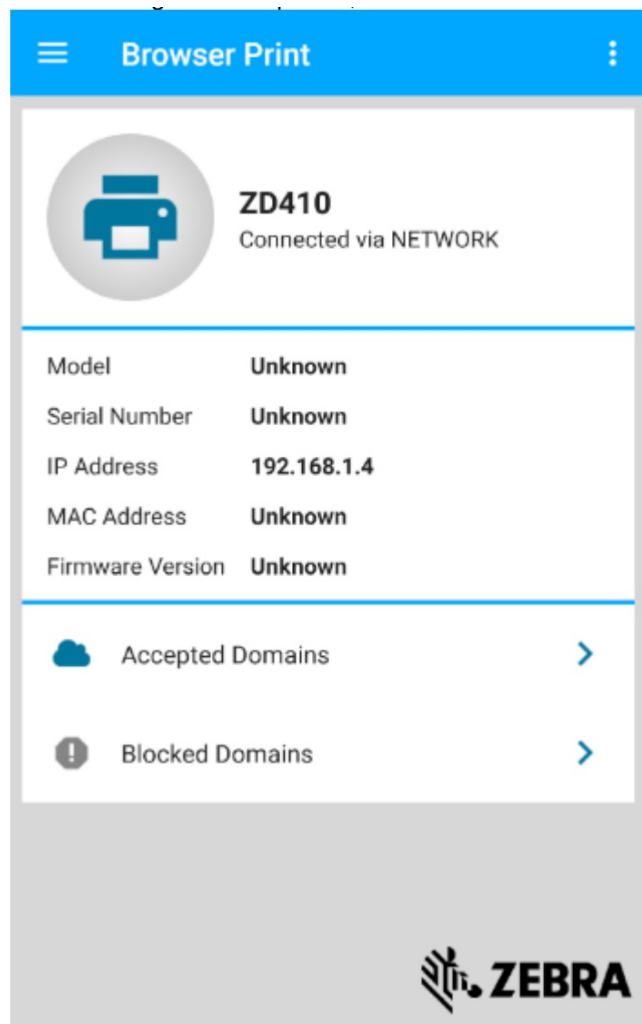 Browser Print
ZD410
Connected via NETWORK
Model Unknown
Serial Number Unknown
IP Address 192.168.1.4
MAC Address Unknown
Firmware Version Unknown
Accepted Domains
Blocked Domains
ZEBRA